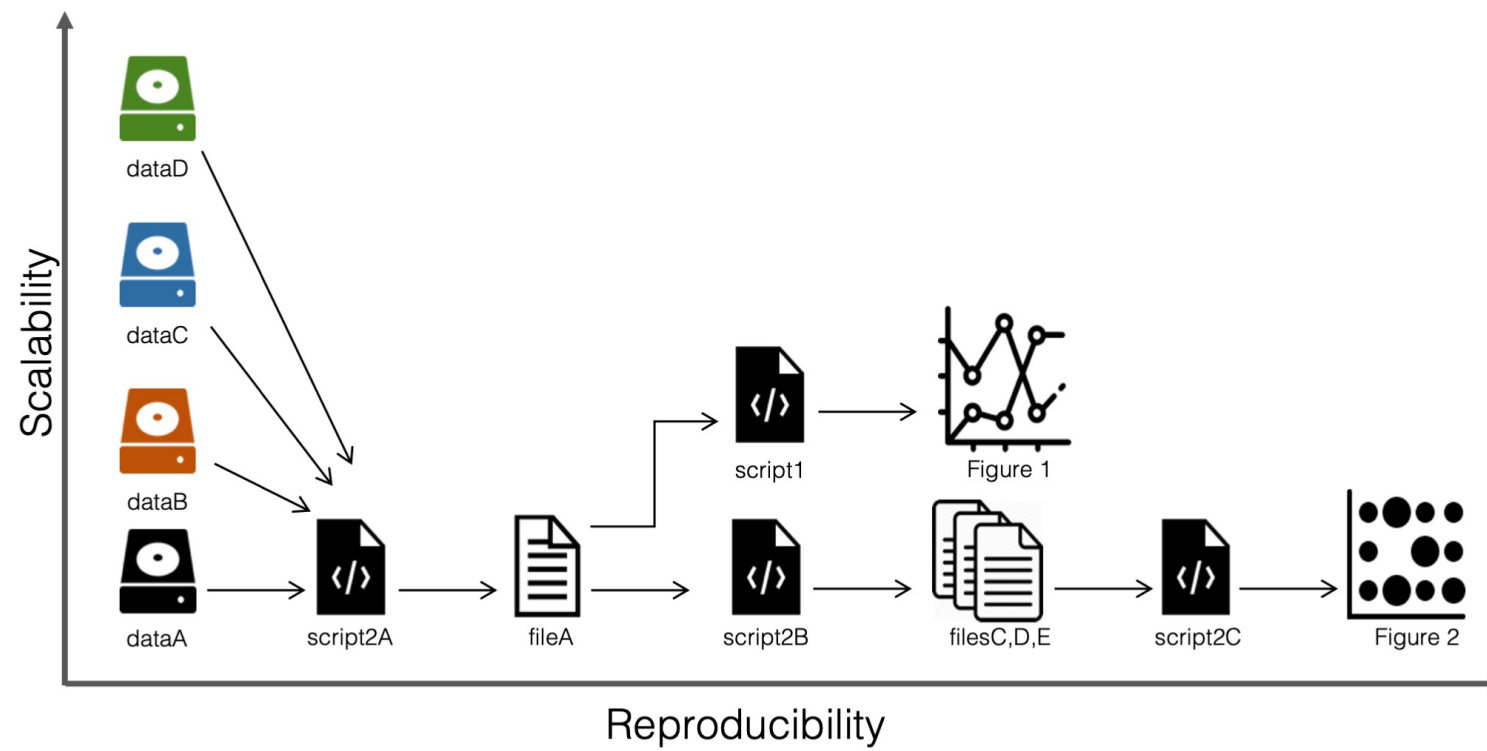 Scalability
dataD
dataC
dataB
dataA
</>
script2A
fileA
</>
script1
Figure 1
</>
script2B
filesC,D,E
</>
script2C
Figure 2
Reproducibility